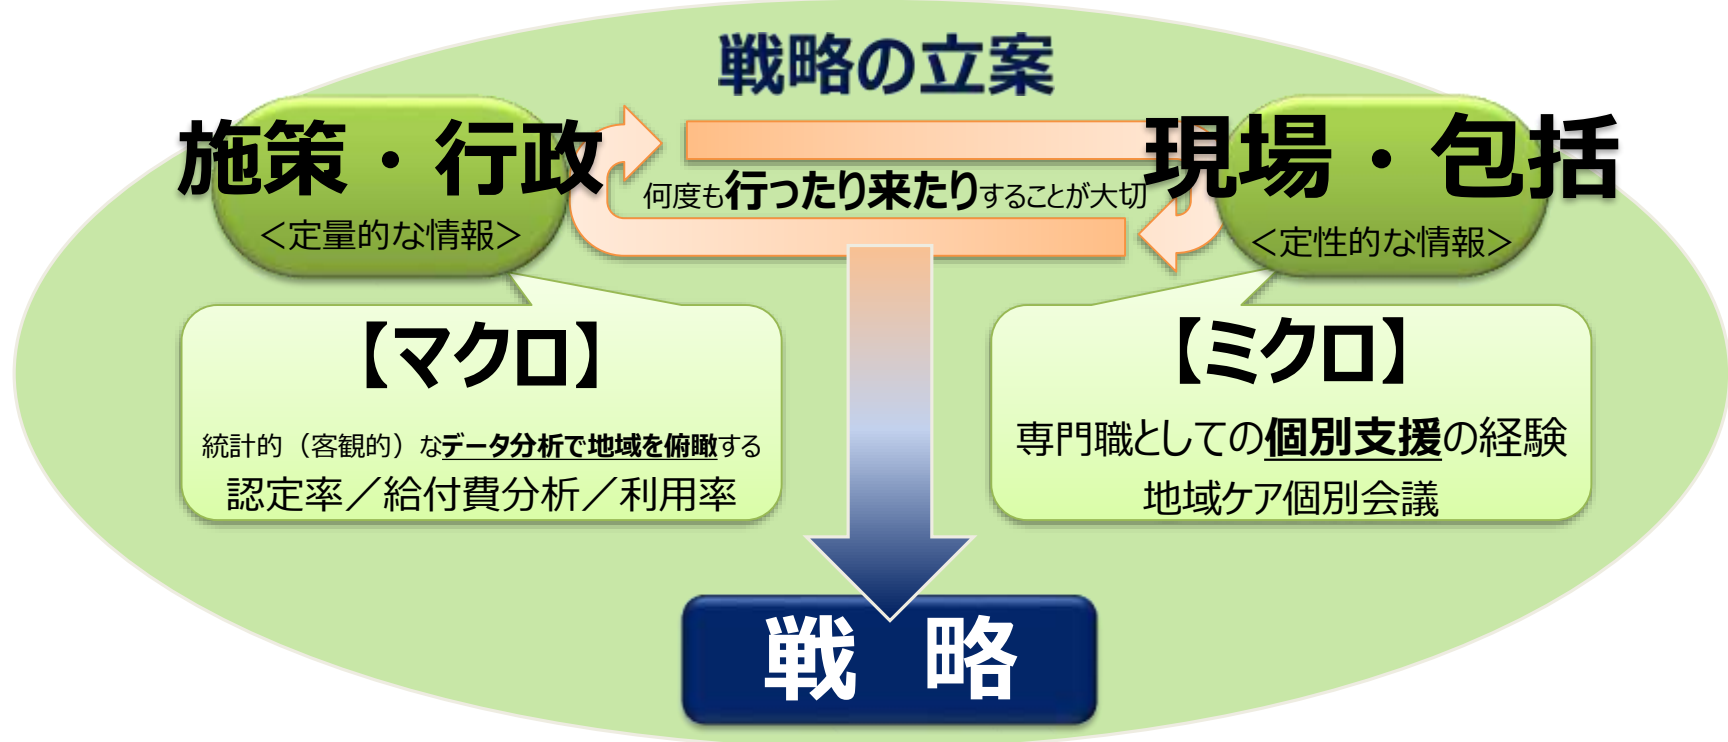 戦略の立案
施策・行政
＜定量的な情報＞
何度も行ったり来たりすることが大切
現場・包括
＜定性的な情報＞
【マクロ】
統計的（客観的）なデータ分析で地域を俯瞰する
認定率／給付費分析／利用率
【ミクロ】
専門職としての個別支援の経験
地域ケア個別会議
戦　略